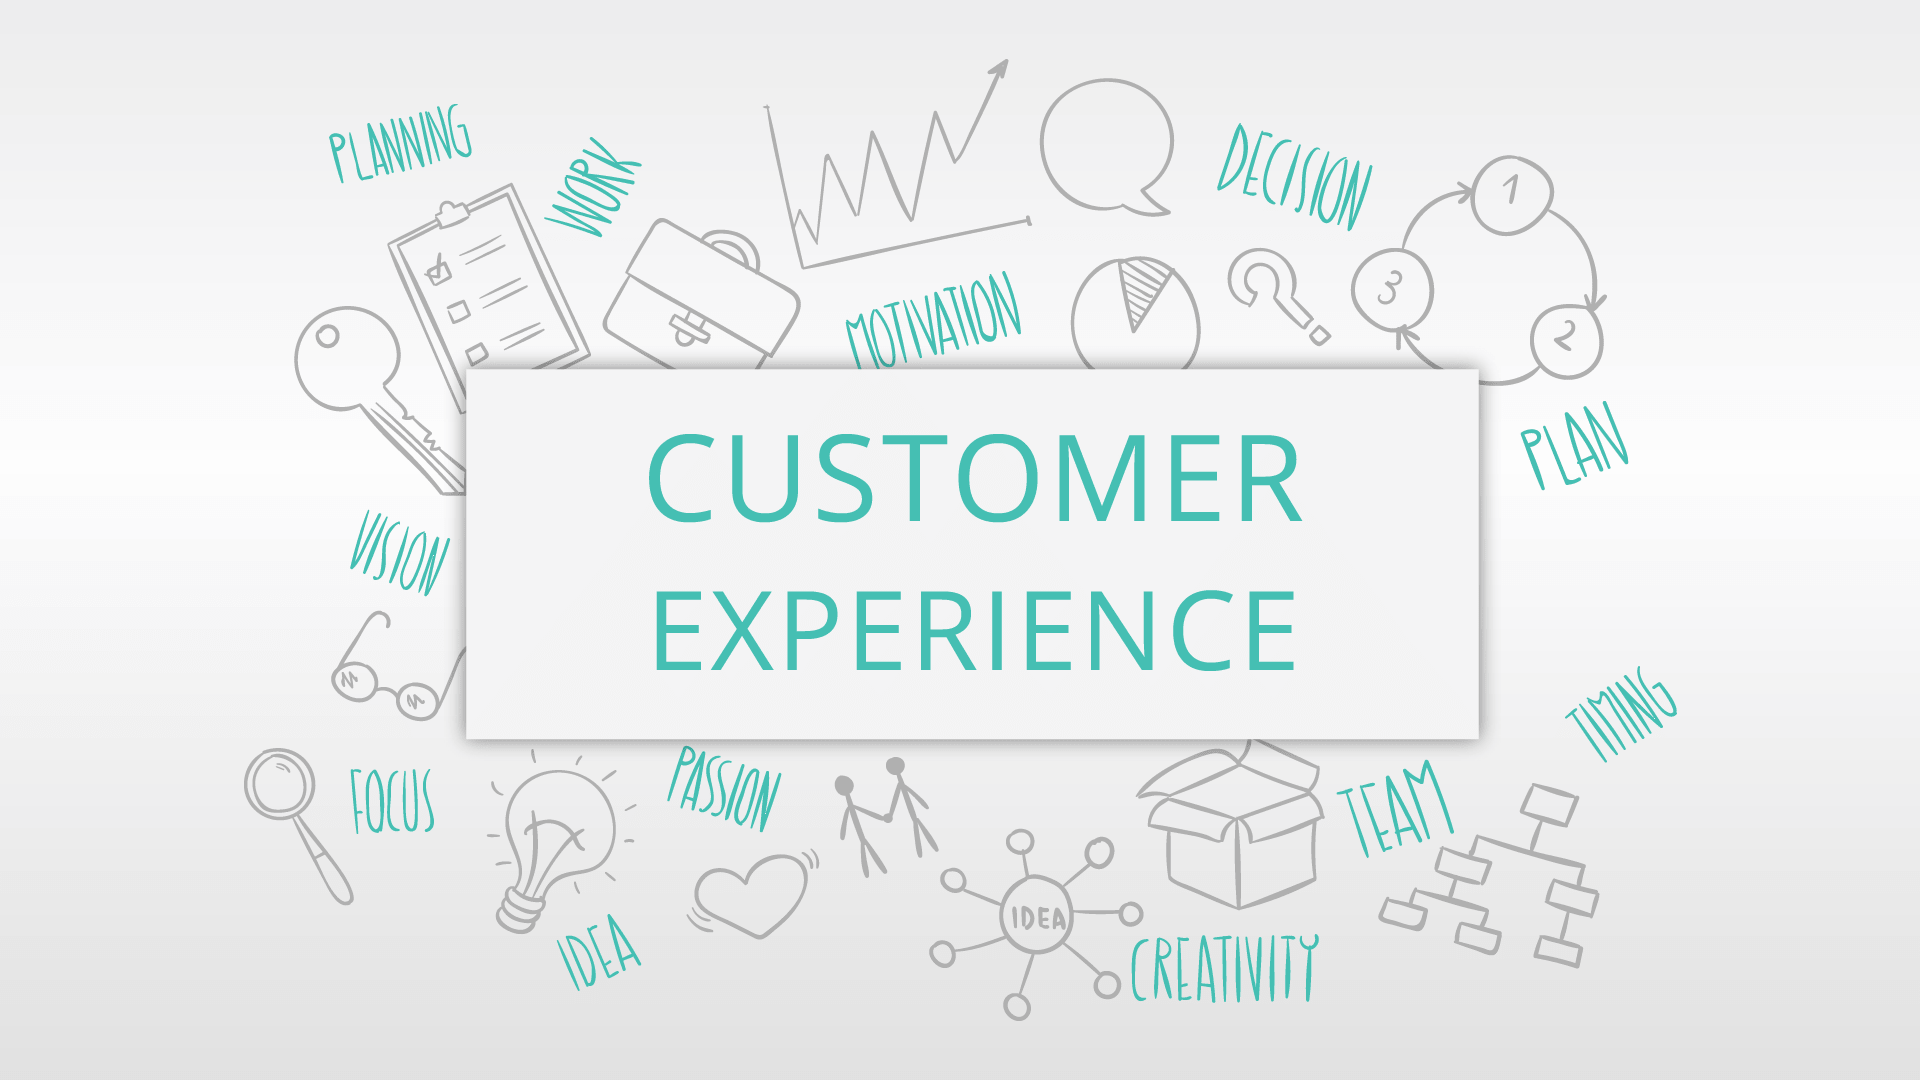 PLANNING
WORK
DECISION
1
3
2
MOTIVATION
PLAN
CUSTOMER
EXPERIENCE
VISION
TIMING
FOCUS
PASSION
TEAM
IDEA
IDEA
CREATIVITY